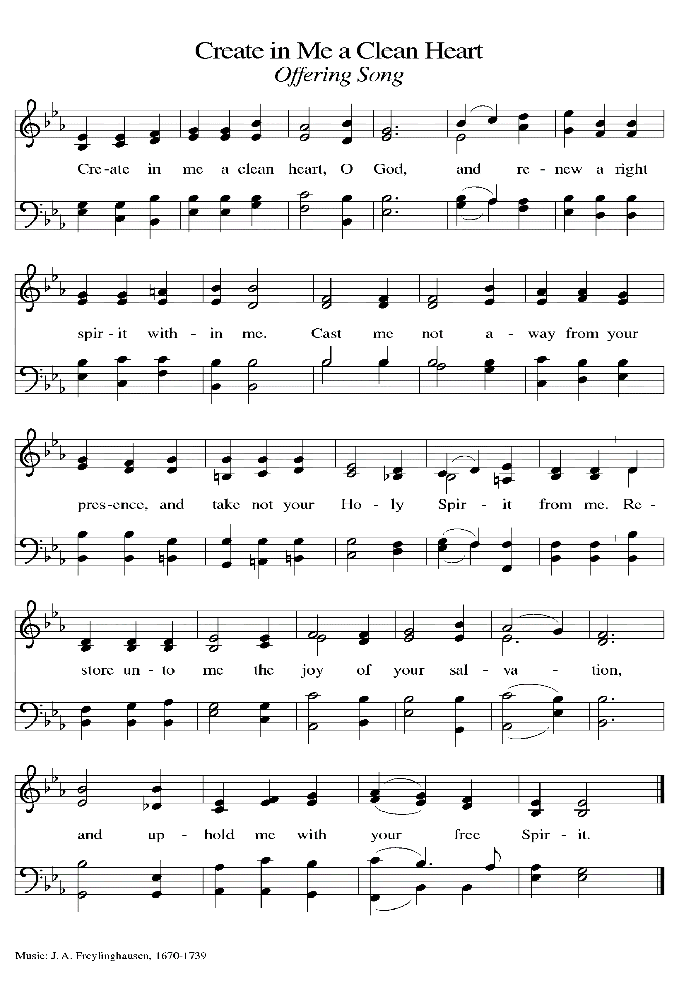 Create in Me a Clean Heart
Offering Song
Cre-ate in me a clean heart, O God, and re - new a right
spir - it with - in me. Cast me not a - way from your
pres-ence, and take not your Ho - ly Spir - it from me. Re -
store un - to me the joy of your sal - va - tion,
and up - hold me with your free Spir - it.
Music: J. A. Freylinghausen, 1670-1739